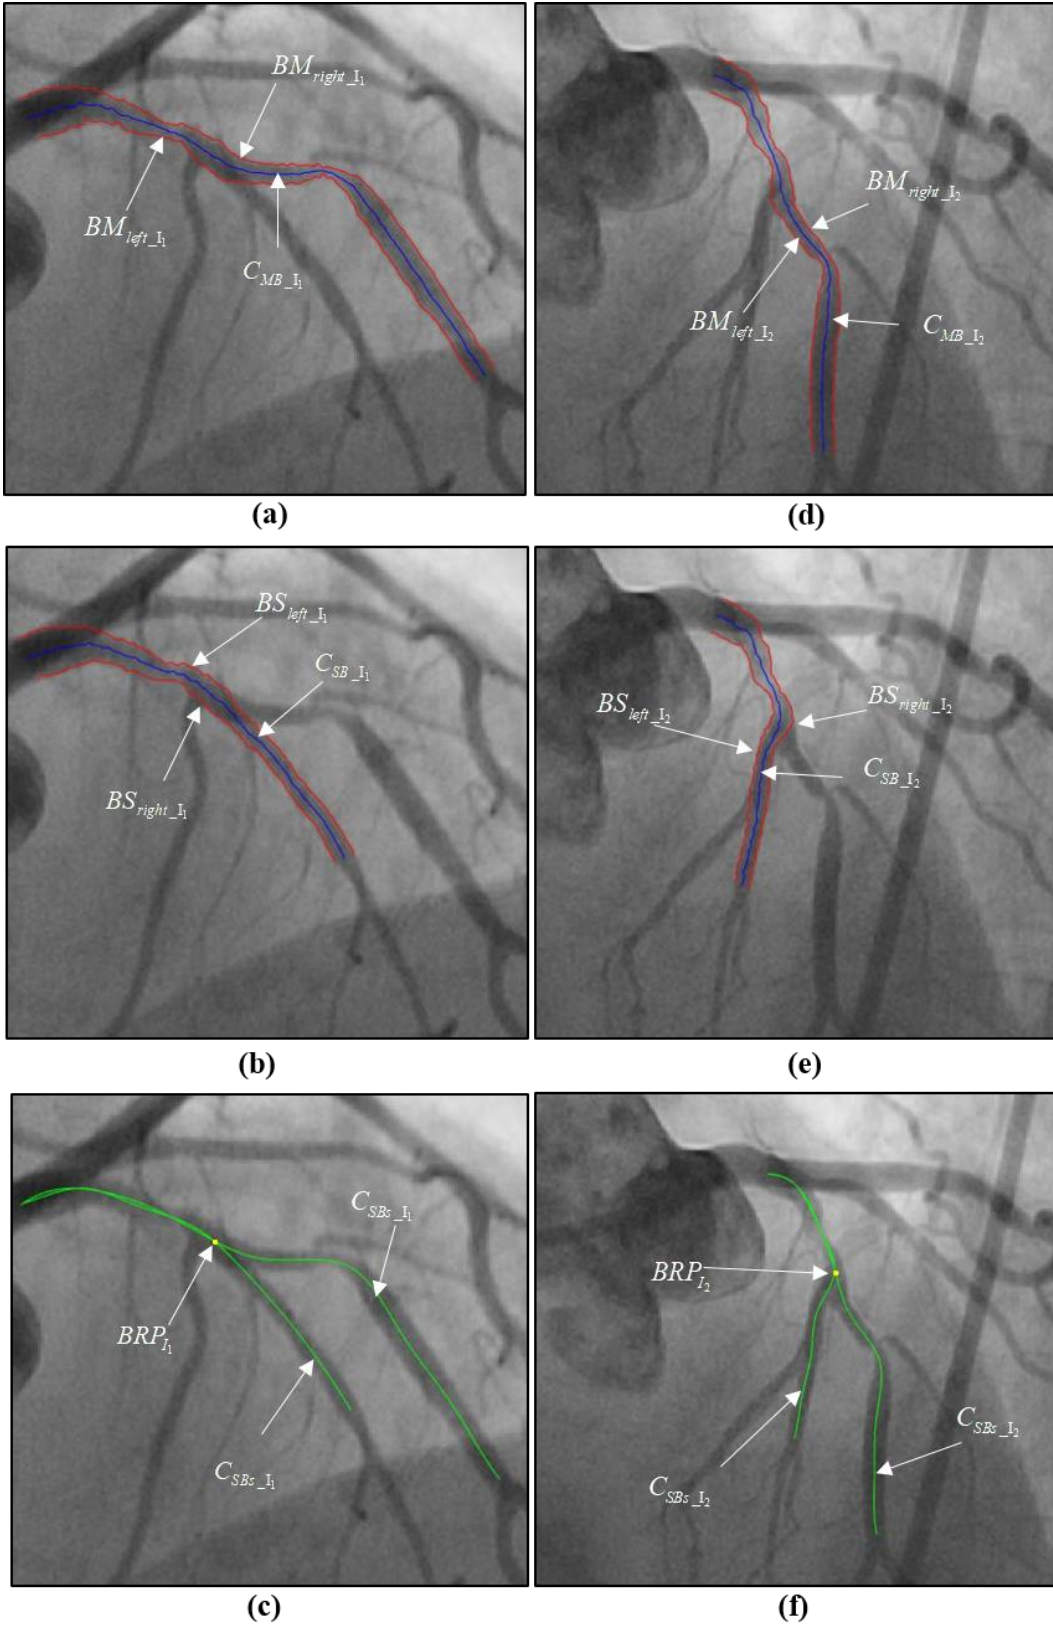 BM_right_I₁
BM_left_I₁
C_MB_I₁
(a)
BM_right_I₂
BM_left_I₂
C_MB_I₂
(d)
BS_left_I₁
C_SB_I₁
BS_right_I₁
(b)
BS_left_I₂
BS_right_I₂
C_SB_I₂
(e)
C_SBs_I₁
BRP_I₁
C_SBs_I₁
(c)
BRP_I₂
C_SBs_I₂
C_SBs_I₂
(f)